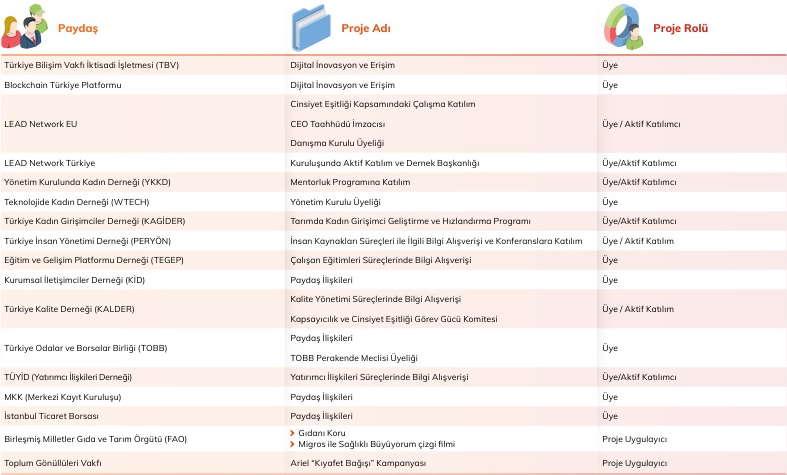 Paydaş Proje Adı Proje Rolü
Türkiye Bilişim Vakfı İktisadi İşletmesi (TBV) Dijital İnovasyon ve Erişim Üye
Blockchain Türkiye Platformu Dijital İnovasyon ve Erişim Üye
Cinsiyet Eşitliği Kapsamındaki Çalışma Katılım
LEAD Network EU CEO Taahhüdü İmzacısı Üye / Aktif Katılımcı
Danışma Kurulu Üyeliği
LEAD Network Türkiye Kuruluşunda Aktif Katılım ve Dernek Başkanlığı Üye/Aktif Katılımcı
Yönetim Kurulunda Kadın Derneği (YKKD) Mentorluk Programına Katılım Üye/Aktif Katılımcı
Teknolojide Kadın Derneği (WTECH) Yönetim Kurulu Üyeliği Üye
Türkiye Kadın Girişimciler Derneği (KAGİDER) Tarımda Kadın Girişimci Geliştirme ve Hızlandırma Programı Üye/Aktif Katılımcı
Türkiye İnsan Yönetimi Derneği (PERYÖN) İnsan Kaynakları Süreçleri ile İlgili Bilgi Alışverişi ve Konferanslara Katılım Üye / Aktif Katılım
Eğitim ve Gelişim Platformu Derneği (TEGEP) Çalışan Eğitimleri Süreçlerinde Bilgi Alışverişi Üye
Kurumsal İletişimciler Derneği (KİD) Paydaş İlişkileri Üye
Kalite Yönetimi Süreçlerinde Bilgi Alışverişi
Türkiye Kalite Derneği (KALDER) Üye / Aktif Katılım
Kapsayıcılık ve Cinsiyet Eşitliği Görev Gücü Komitesi
Paydaş İlişkileri
Türkiye Odalar ve Borsalar Birliği (TOBB) Üye
TOBB Perakende Meclisi Üyeliği
TÜYİD (Yatırımcı İlişkileri Derneği) Yatırımcı İlişkileri Süreçlerinde Bilgi Alışverişi Üye/Aktif Katılımcı
MKK (Merkezi Kayıt Kuruluşu) Paydaş İlişkileri Üye
İstanbul Ticaret Borsası Paydaş İlişkileri Üye
Gıdanı Koru
Birleşmiş Milletler Gıda ve Tarım Örgütü (FAO) Proje Uygulayıcı
Migros ile Sağlıklı Büyüyorum çizgi filmi
Toplum Gönüllüleri Vakfı Ariel “Kıyafet Bağışı” Kampanyası Proje Uygulayıcı